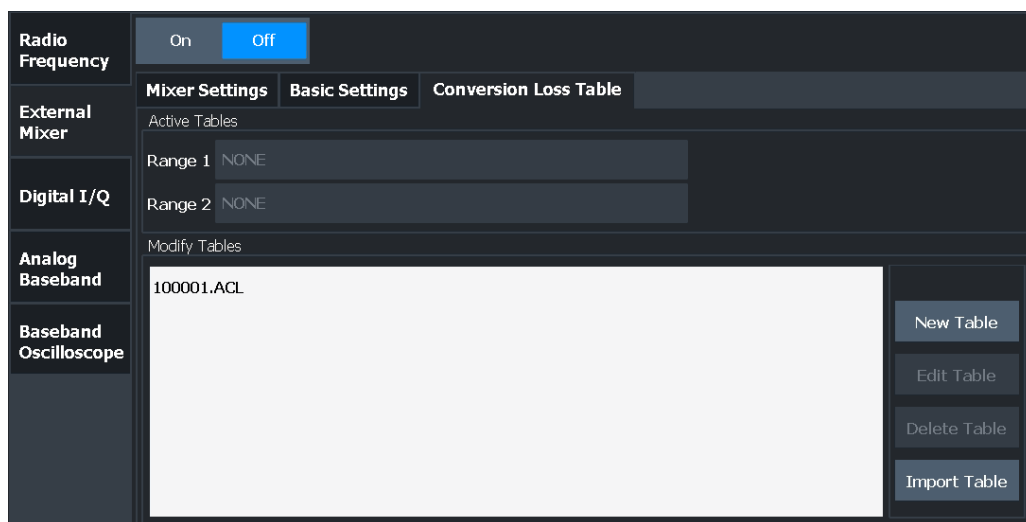 Radio
Frequency
On
Off
Mixer Settings
Basic Settings
Conversion Loss Table
External
Mixer
Active Tables
Range 1 NONE
Digital I/Q
Range 2 NONE
Modify Tables
Analog
Baseband
100001.ACL
Baseband
Oscilloscope
New Table
Edit Table
Delete Table
Import Table